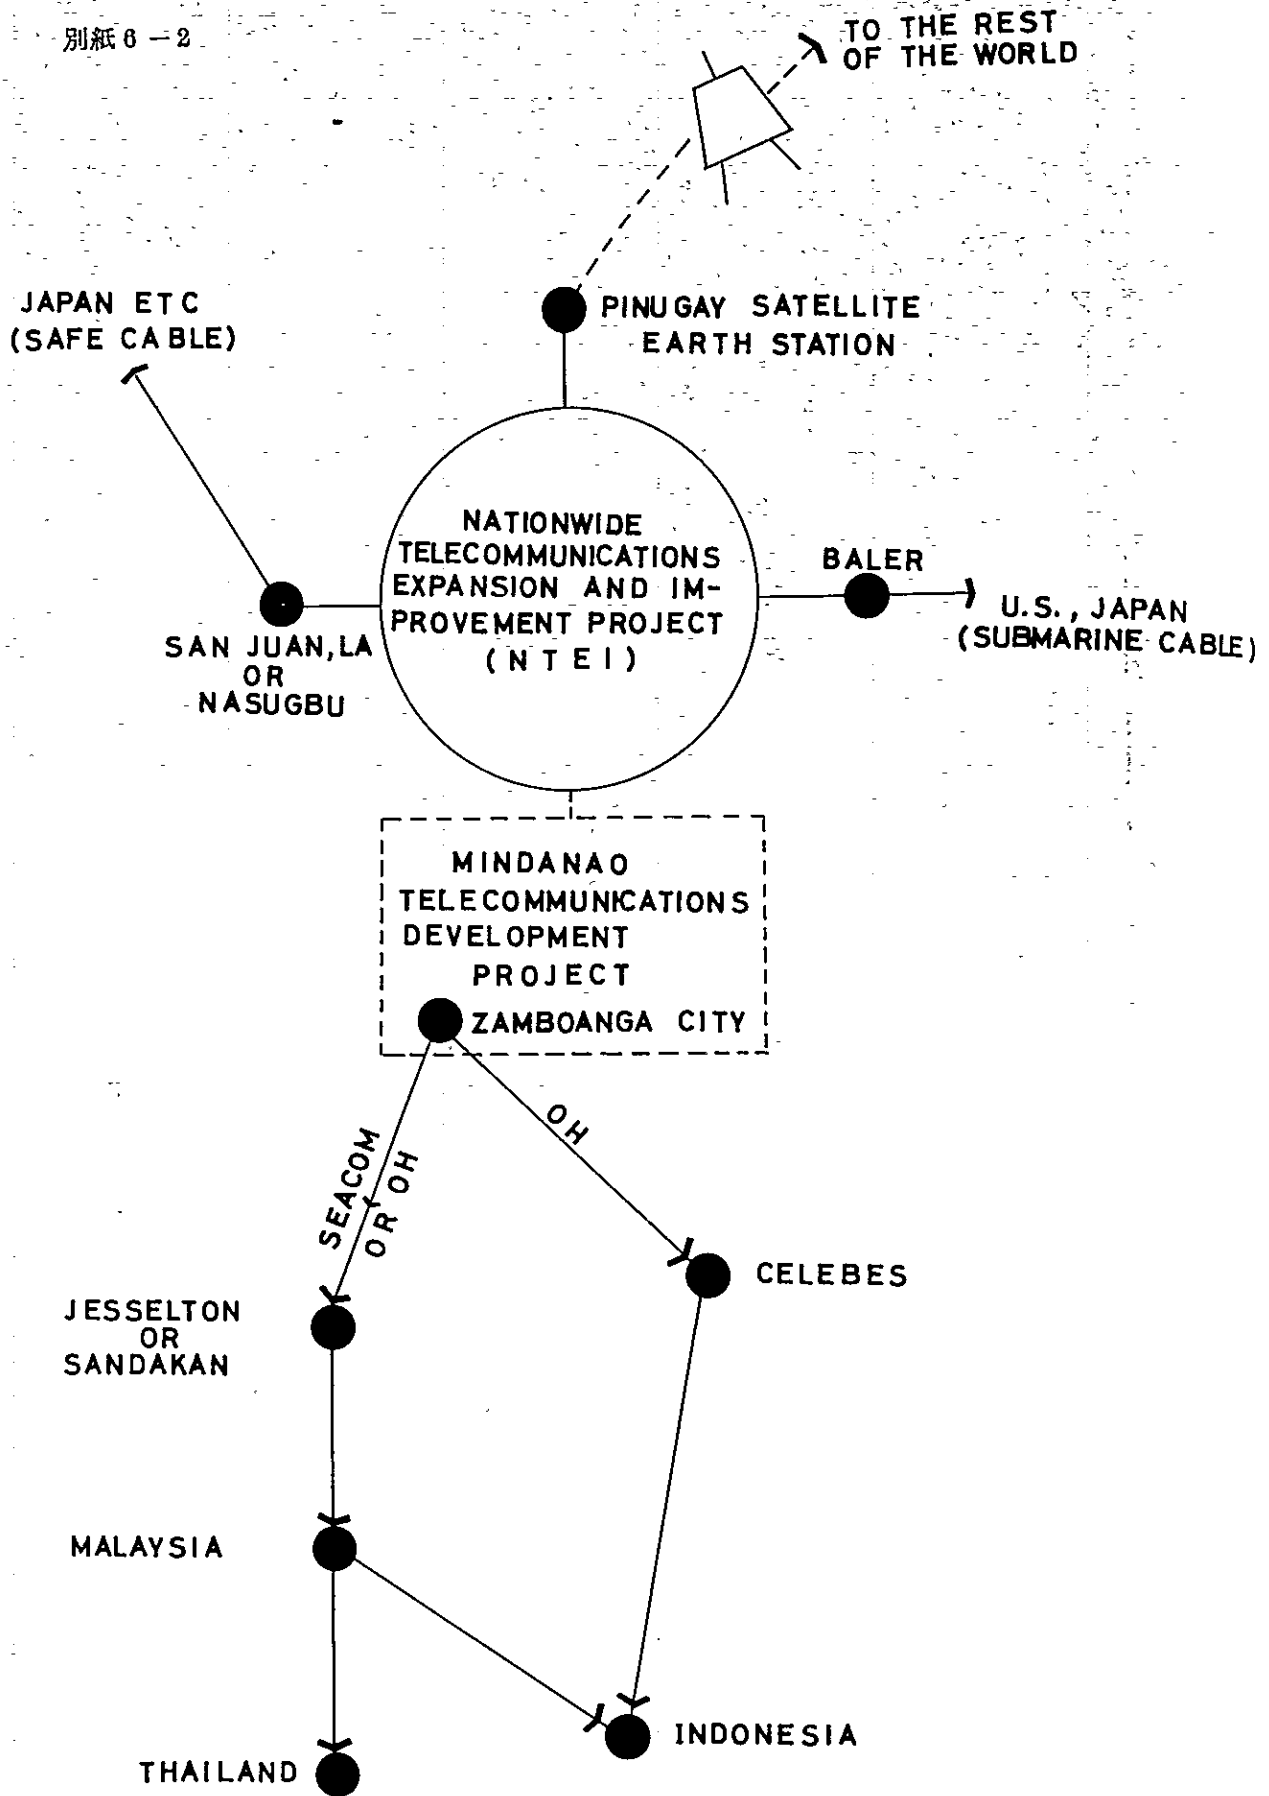 別紙6-2
TO THE REST
OF THE WORLD
JAPAN ETC
(SAFE CABLE)
PINUGAY SATELLITE
EARTH STATION
NATIONWIDE
TELECOMMUNICATIONS
EXPANSION AND IM-
PROVEMENT PROJECT
(NTEI)
BALER
U.S., JAPAN
(SUBMARINE CABLE)
SAN JUAN, LA
OR
NASUGBU
MINDANAO
TELECOMMUNICATIONS
DEVELOPMENT
PROJECT
ZAMBOANGA CITY
SEACOM
OR OH
OH
CELEBES
JESSELTON
OR
SANDAKAN
MALAYSIA
INDONESIA
THAILAND